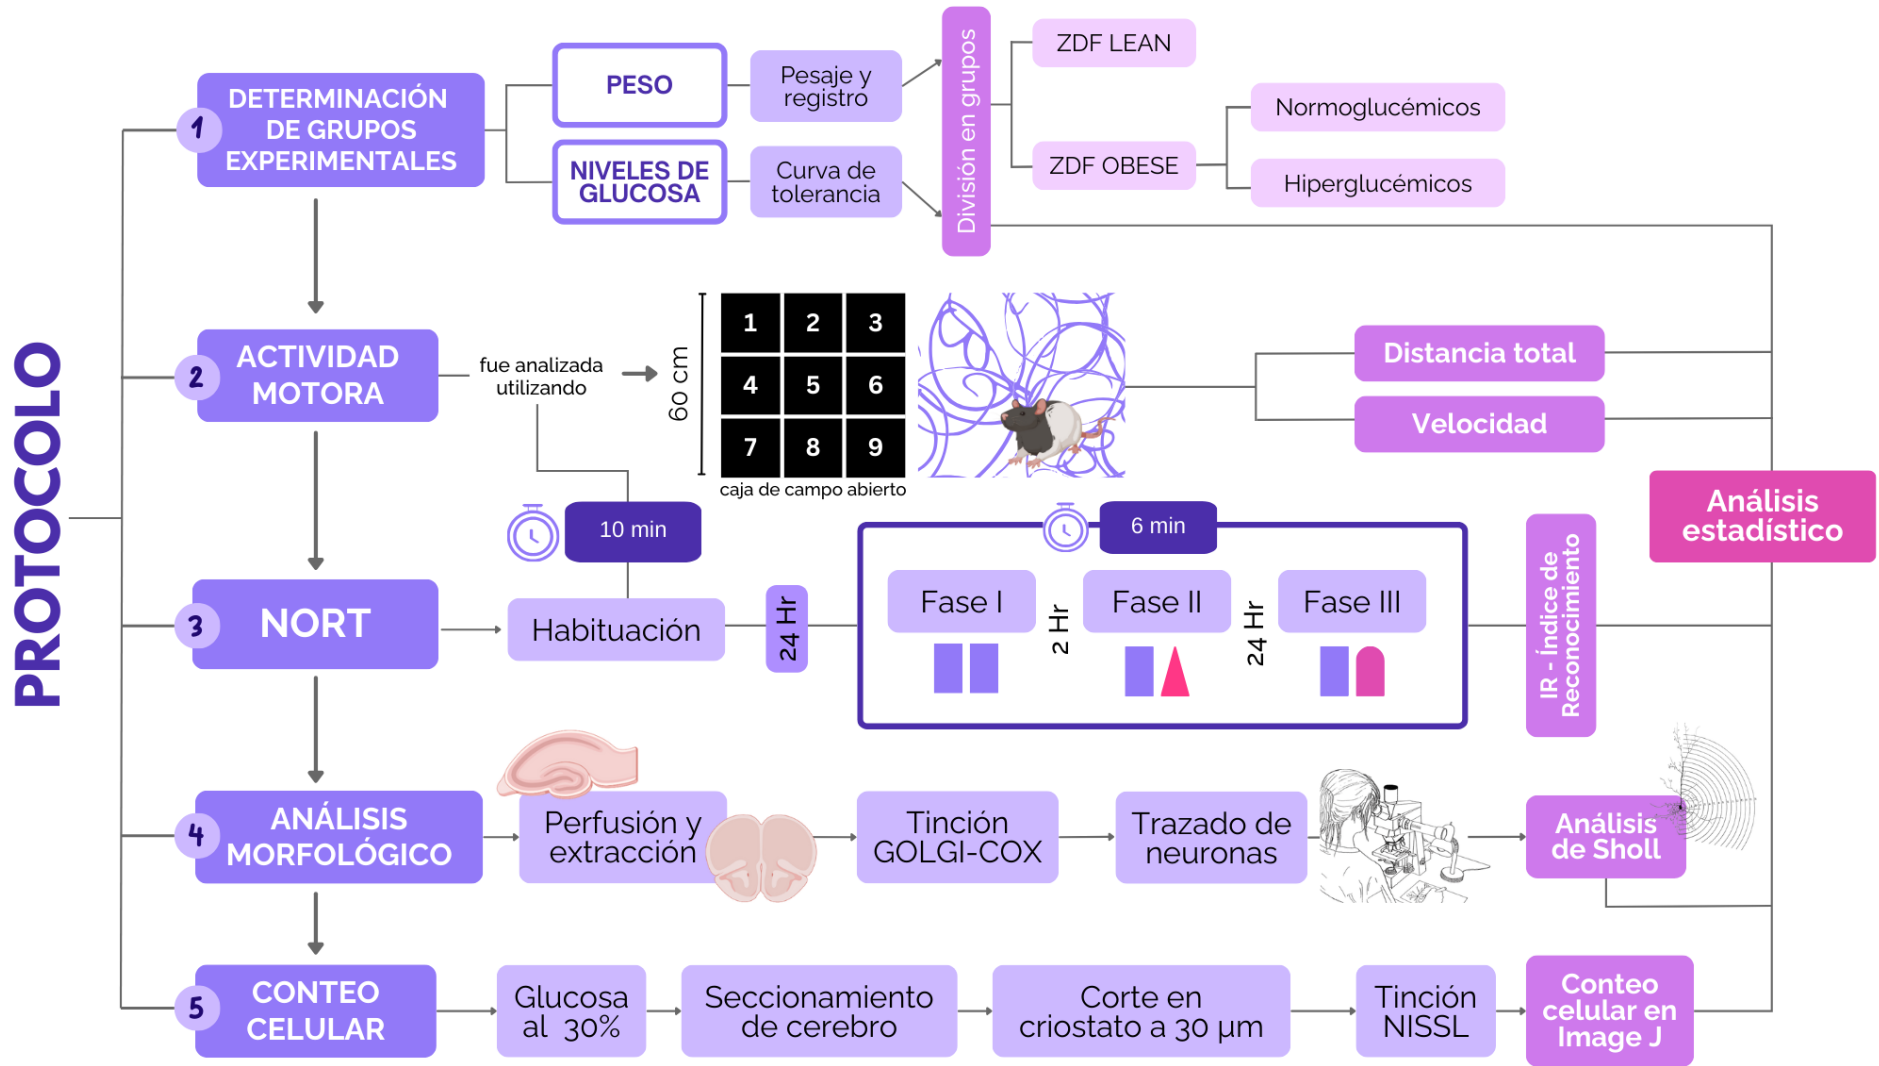 PROTOCOLO
1
DETERMINACIÓN
DE GRUPOS
EXPERIMENTALES
PESO
Pesaje y
registro
NIVELES DE
GLUCOSA
Curva de
tolerancia
División en grupos
ZDF LEAN
ZDF OBESE
Normoglucémicos
Hiperglucémicos
2
ACTIVIDAD
MOTORA
fue analizada
utilizando
60 cm
1 2 3
4 5 6
7 8 9
caja de campo abierto
Distancia total
Velocidad
Análisis
estadístico
3
NORT
10 min
Habituación
24 Hr
6 min
Fase I
2 Hr
Fase II
24 Hr
Fase III
IR - Índice de
Reconocimiento
4
ANÁLISIS
MORFOLÓGICO
Perfusión y
extracción
Tinción
GOLGI-COX
Trazado de
neuronas
Análisis
de Sholl
5
CONTEO
CELULAR
Glucosa
al 30%
Seccionamiento
de cerebro
Corte en
criostato a 30 µm
Tinción
NISSL
Conteo
celular en
Image J